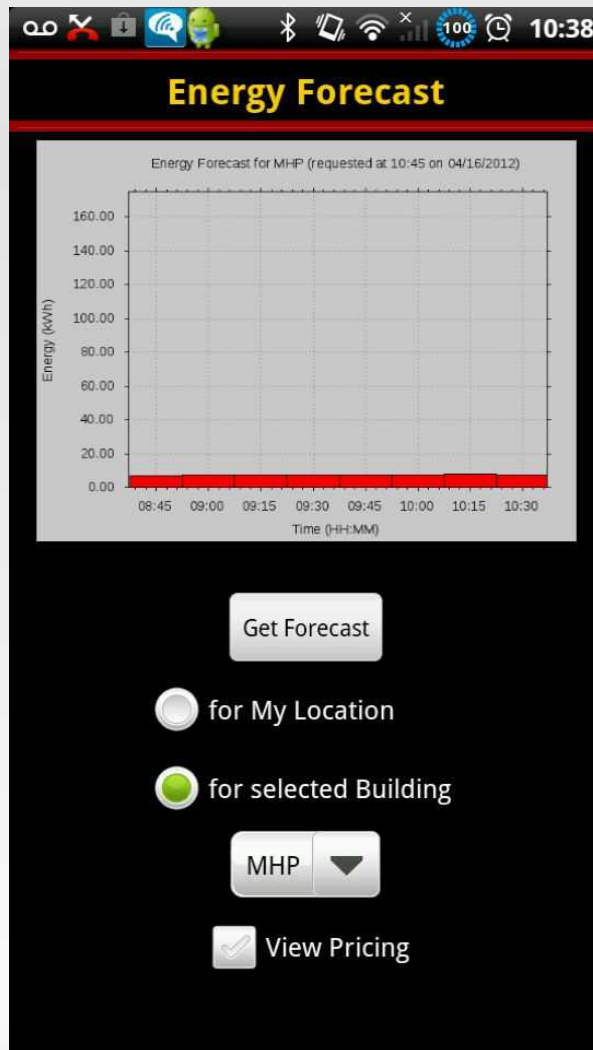 100 10:38
Energy Forecast
Energy Forecast for MHP (requested at 10:45 on 04/16/2012)
Energy (kWh)
160.00
140.00
120.00
100.00
80.00
60.00
40.00
20.00
0.00
08:45 09:00 09:15 09:30 09:45 10:00 10:15 10:30
Time (HH:MM)
Get Forecast
for My Location
for selected Building
MHP
View Pricing